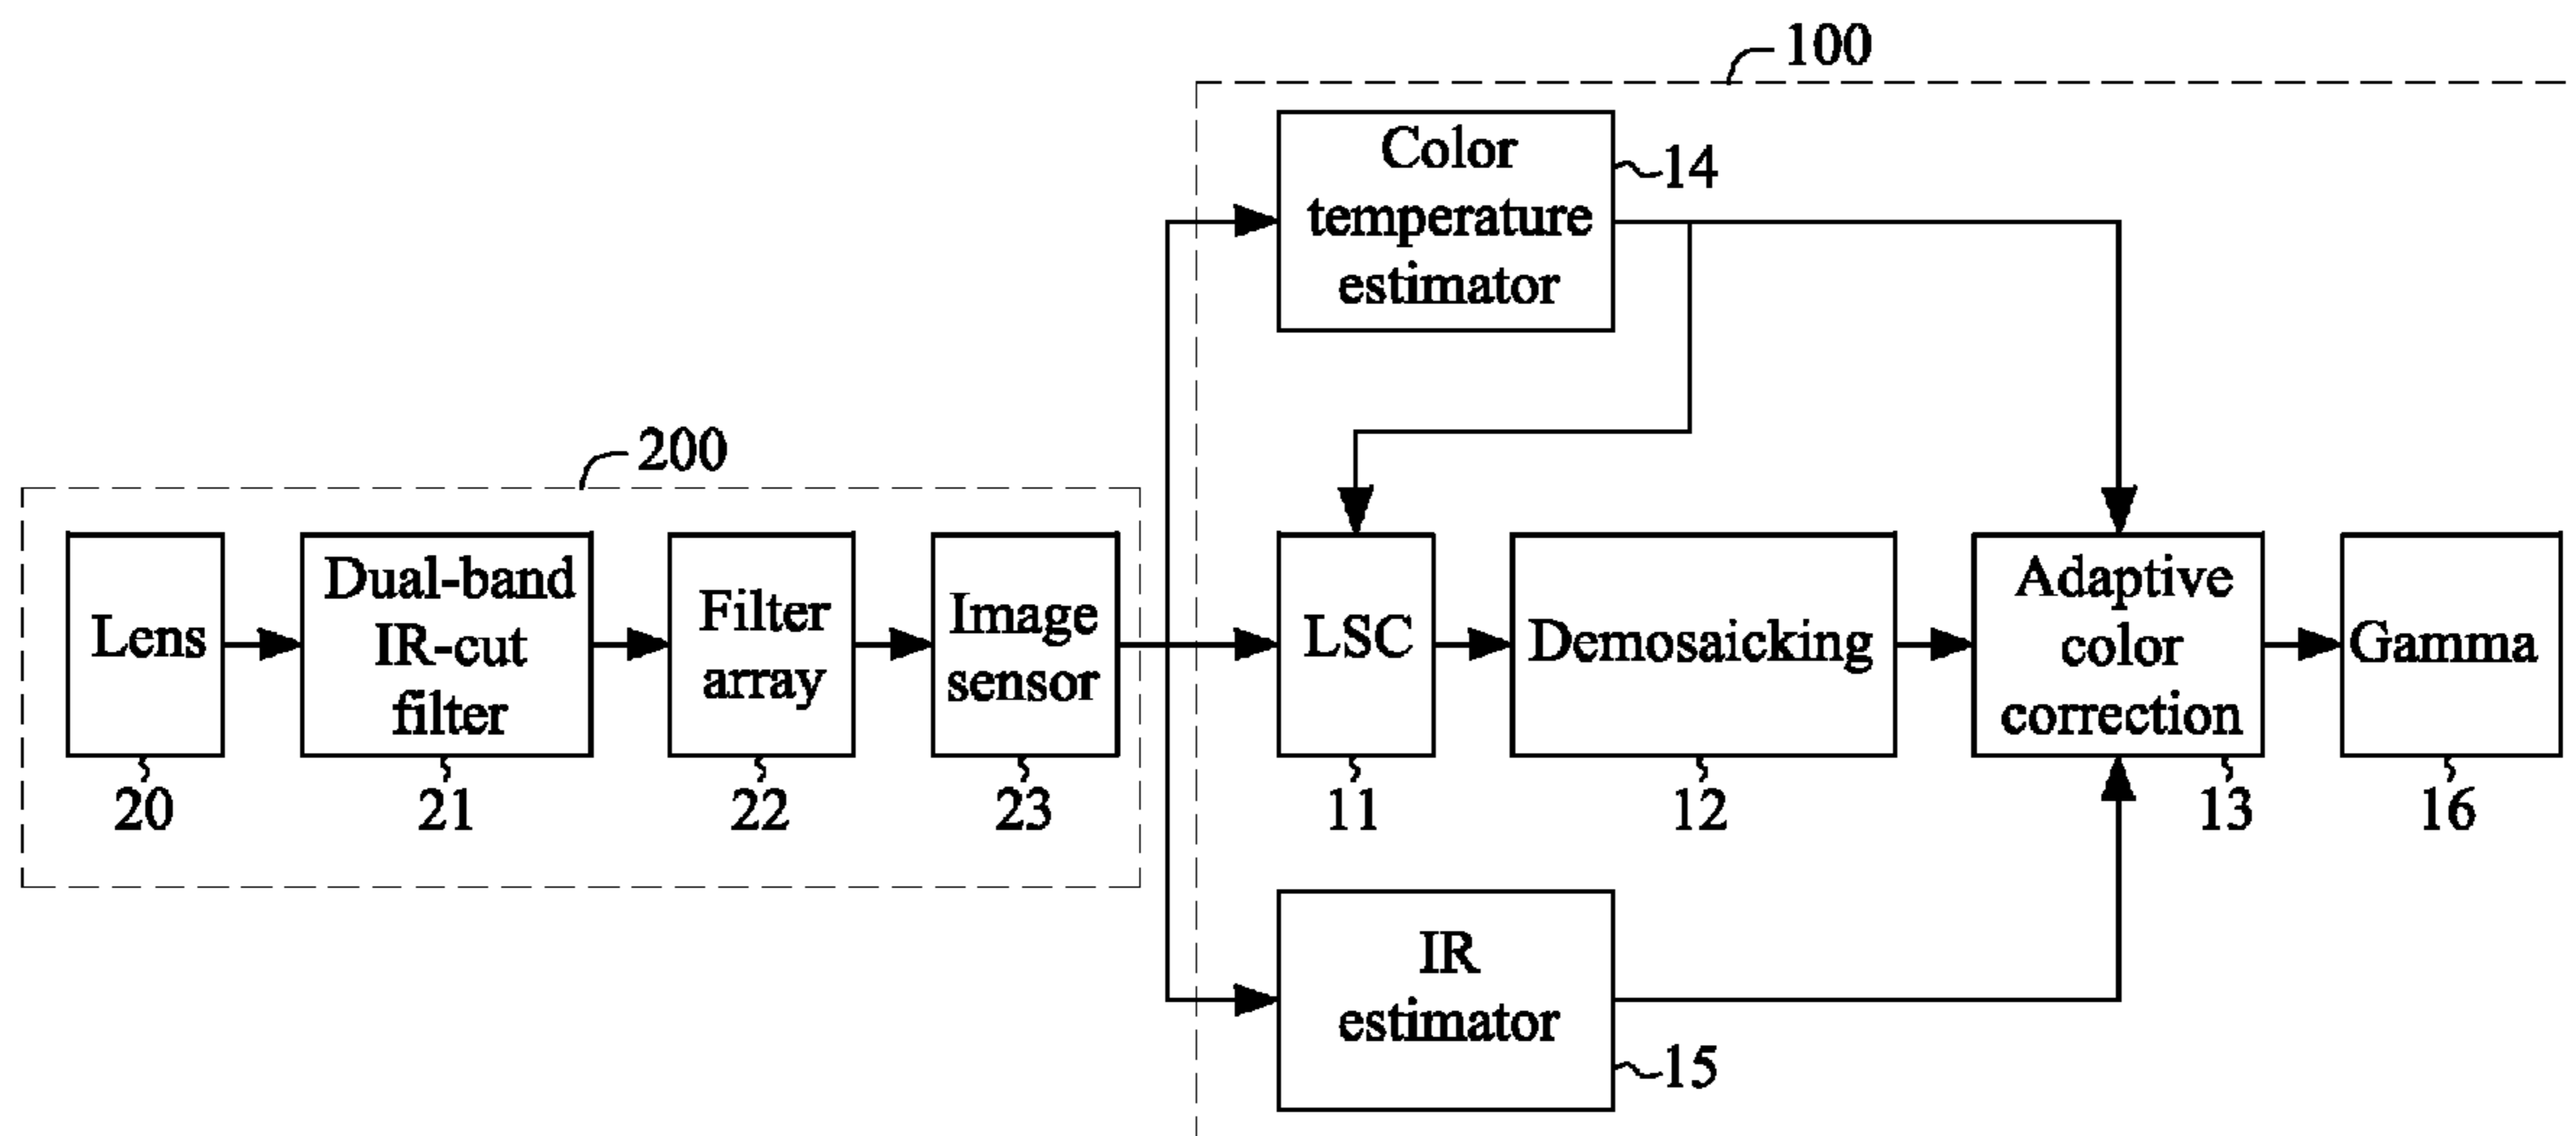 100
Color
temperature
estimator
14
200
Lens
20
Dual-band
IR-cut
filter
21
Filter
array
22
Image
sensor
23
LSC
11
Demosaicking
12
Adaptive
color
correction
13
Gamma
16
IR
estimator
15